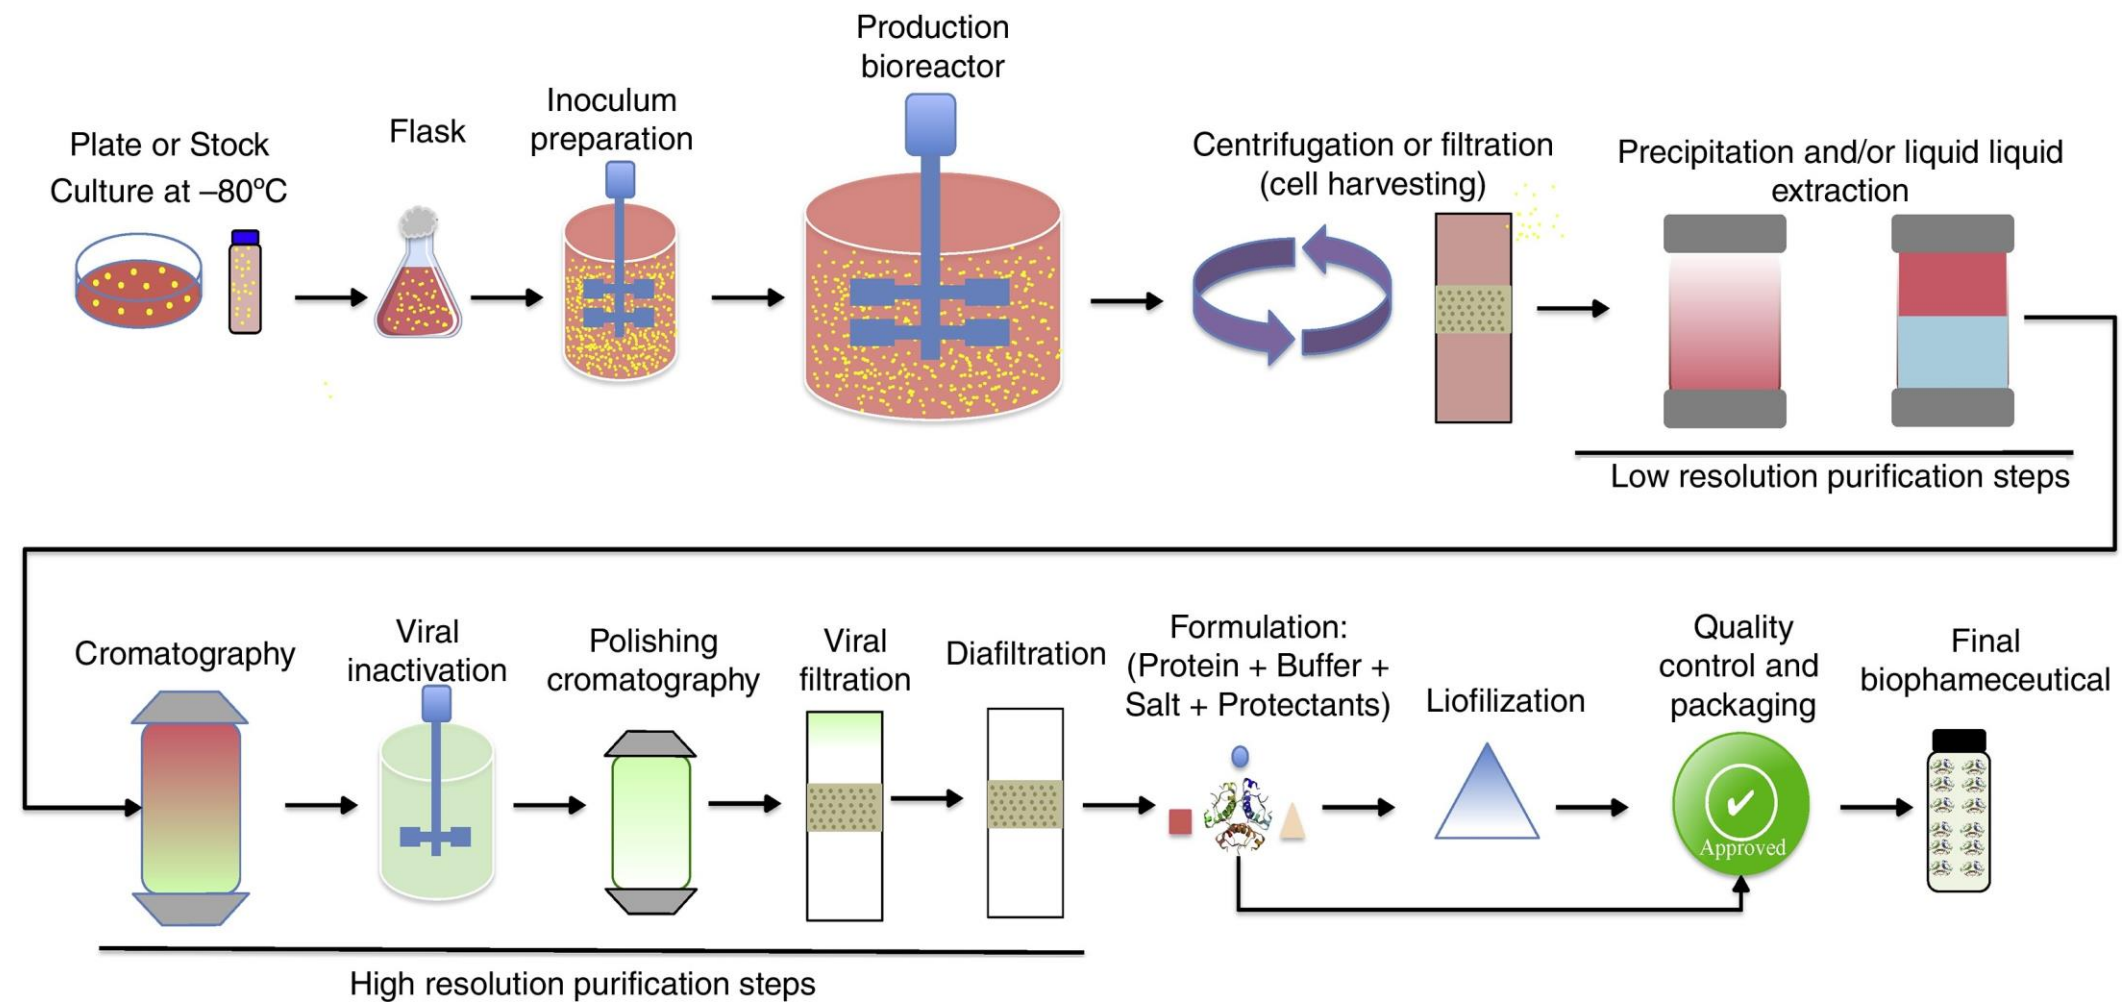 Plate or Stock
Culture at –80ºC
Flask
Inoculum
preparation
Production
bioreactor
Centrifugation or filtration
(cell harvesting)
Precipitation and/or liquid liquid
extraction
Low resolution purification steps
Cromatography
Viral
inactivation
Polishing
cromatography
Viral
filtration
Diafiltration
Formulation:
(Protein + Buffer +
Salt + Protectants)
Liofilization
Quality
control and
packaging
Approved
Final
biophameceutical
High resolution purification steps